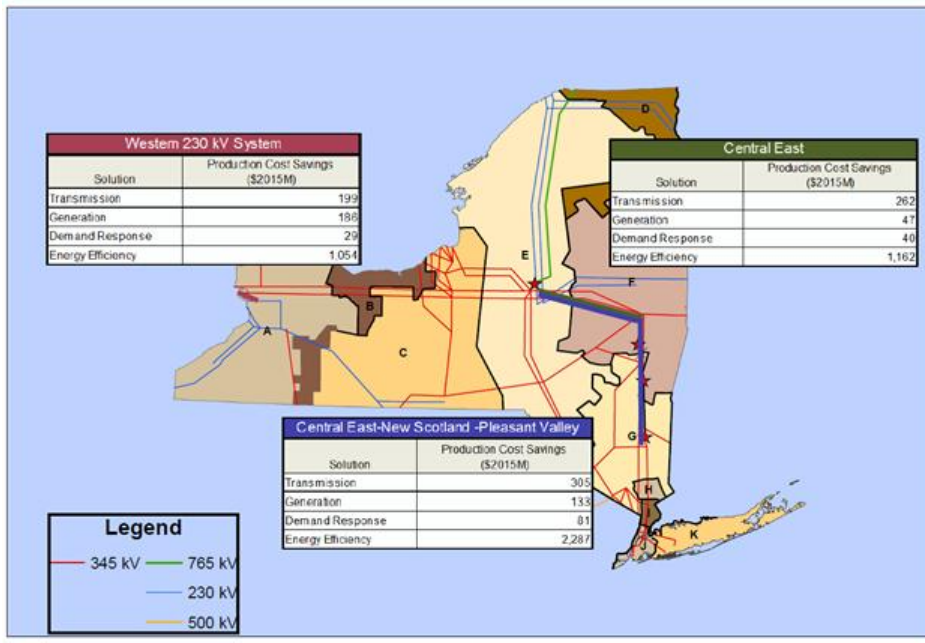 D
Western 230 kV System
Solution Production Cost Savings ($2015M)
Transmission 199
Generation 186
Demand Response 29
Energy Efficiency 1,054
Central East
Solution Production Cost Savings ($2015M)
Transmission 262
Generation 47
Demand Response 40
Energy Efficiency 1,162
E
F
B
A
C
Central East-New Scotland -Pleasant Valley
Solution Production Cost Savings ($2015M)
Transmission 305
Generation 133
Demand Response 81
Energy Efficiency 2,287
G
H
K
Legend
345 kV 765 kV
230 kV
500 kV